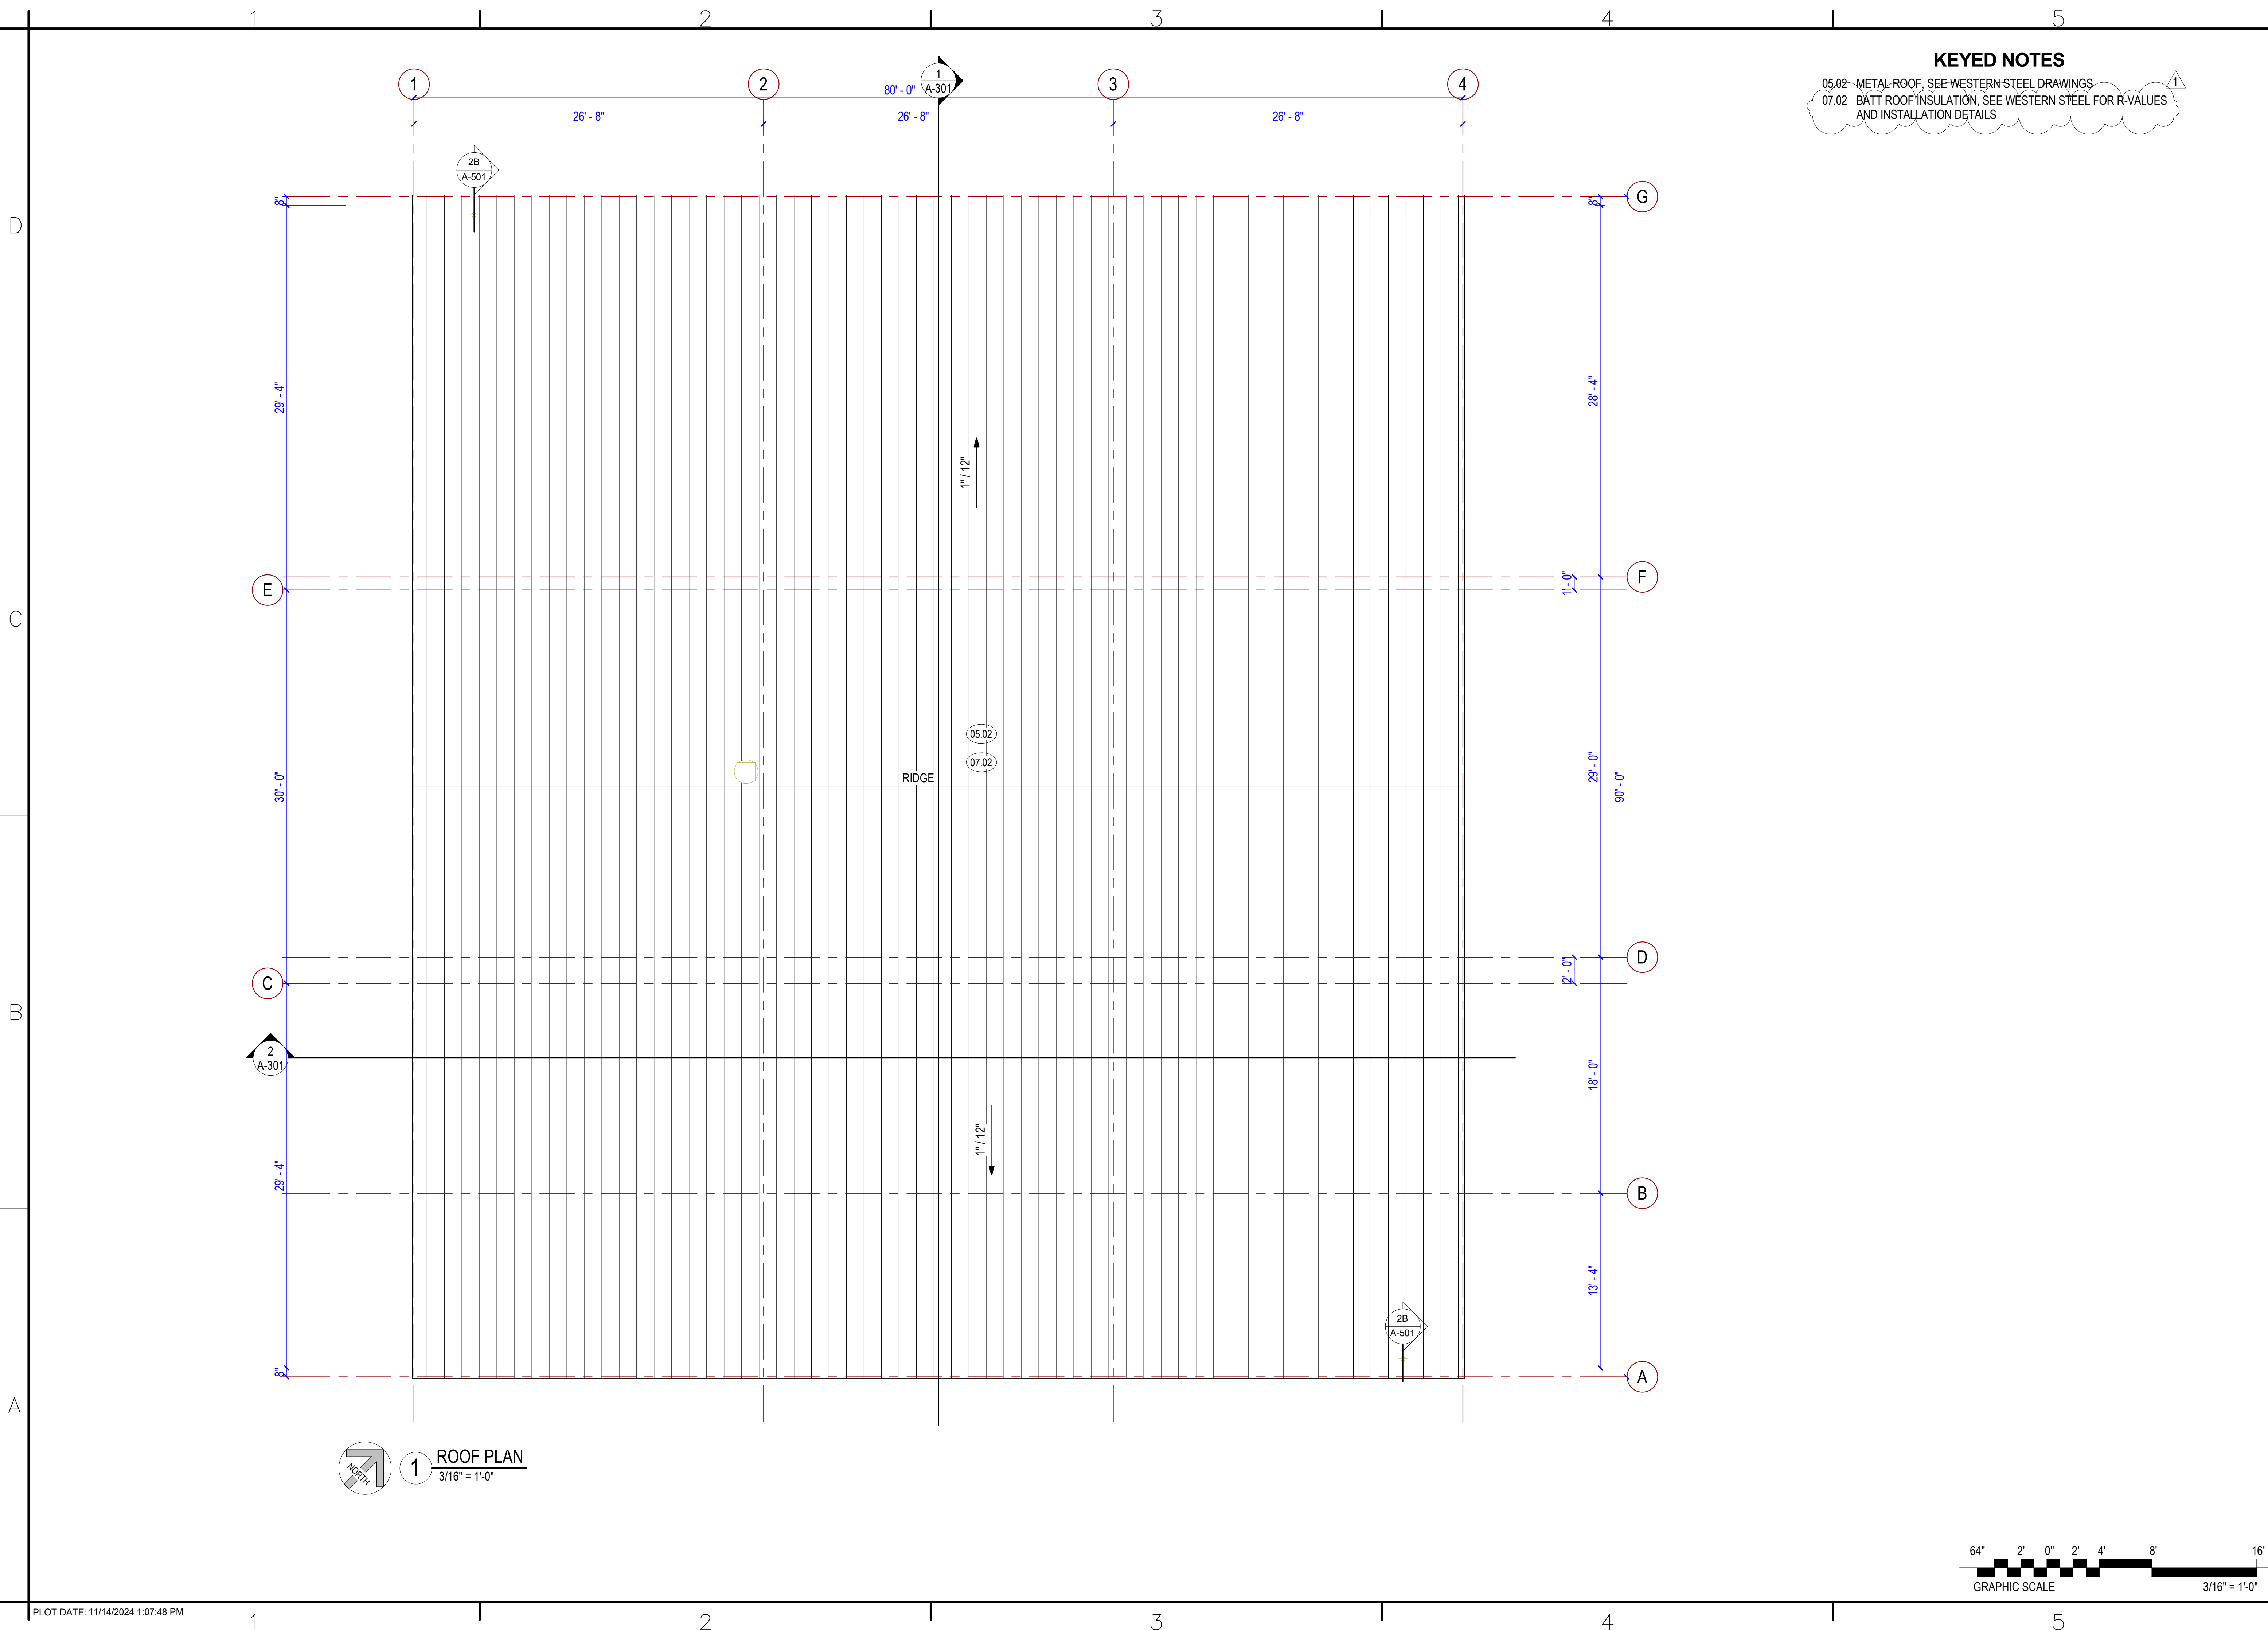 1 2 3 4 5
KEYED NOTES
05.02 METAL ROOF, SEE WESTERN STEEL DRAWINGS
1
07.02 BATT ROOF INSULATION, SEE WESTERN STEEL FOR R-VALUES
AND INSTALLATION DETAILS
1 2 3 4
1
A-301
80' - 0"
26' - 8" 26' - 8" 26' - 8"
2B
A-501
D
8" 8"
G
29' - 4" 28' - 4"
1" / 12"
E
1' - 0"
F
C
05.02
07.02
RIDGE
30' - 0" 29' - 0" 90' - 0"
D
2' - 0"
C
B
2
A-301
18' - 0"
1" / 12"
29' - 4"
B
13' - 4"
2B
A-501
8"
A
A
NORTH
1 ROOF PLAN
3/16" = 1'-0"
64" 2' 0" 2' 4' 8' 16'
GRAPHIC SCALE 3/16" = 1'-0"
PLOT DATE: 11/14/2024 1:07:48 PM
1 2 3 4 5